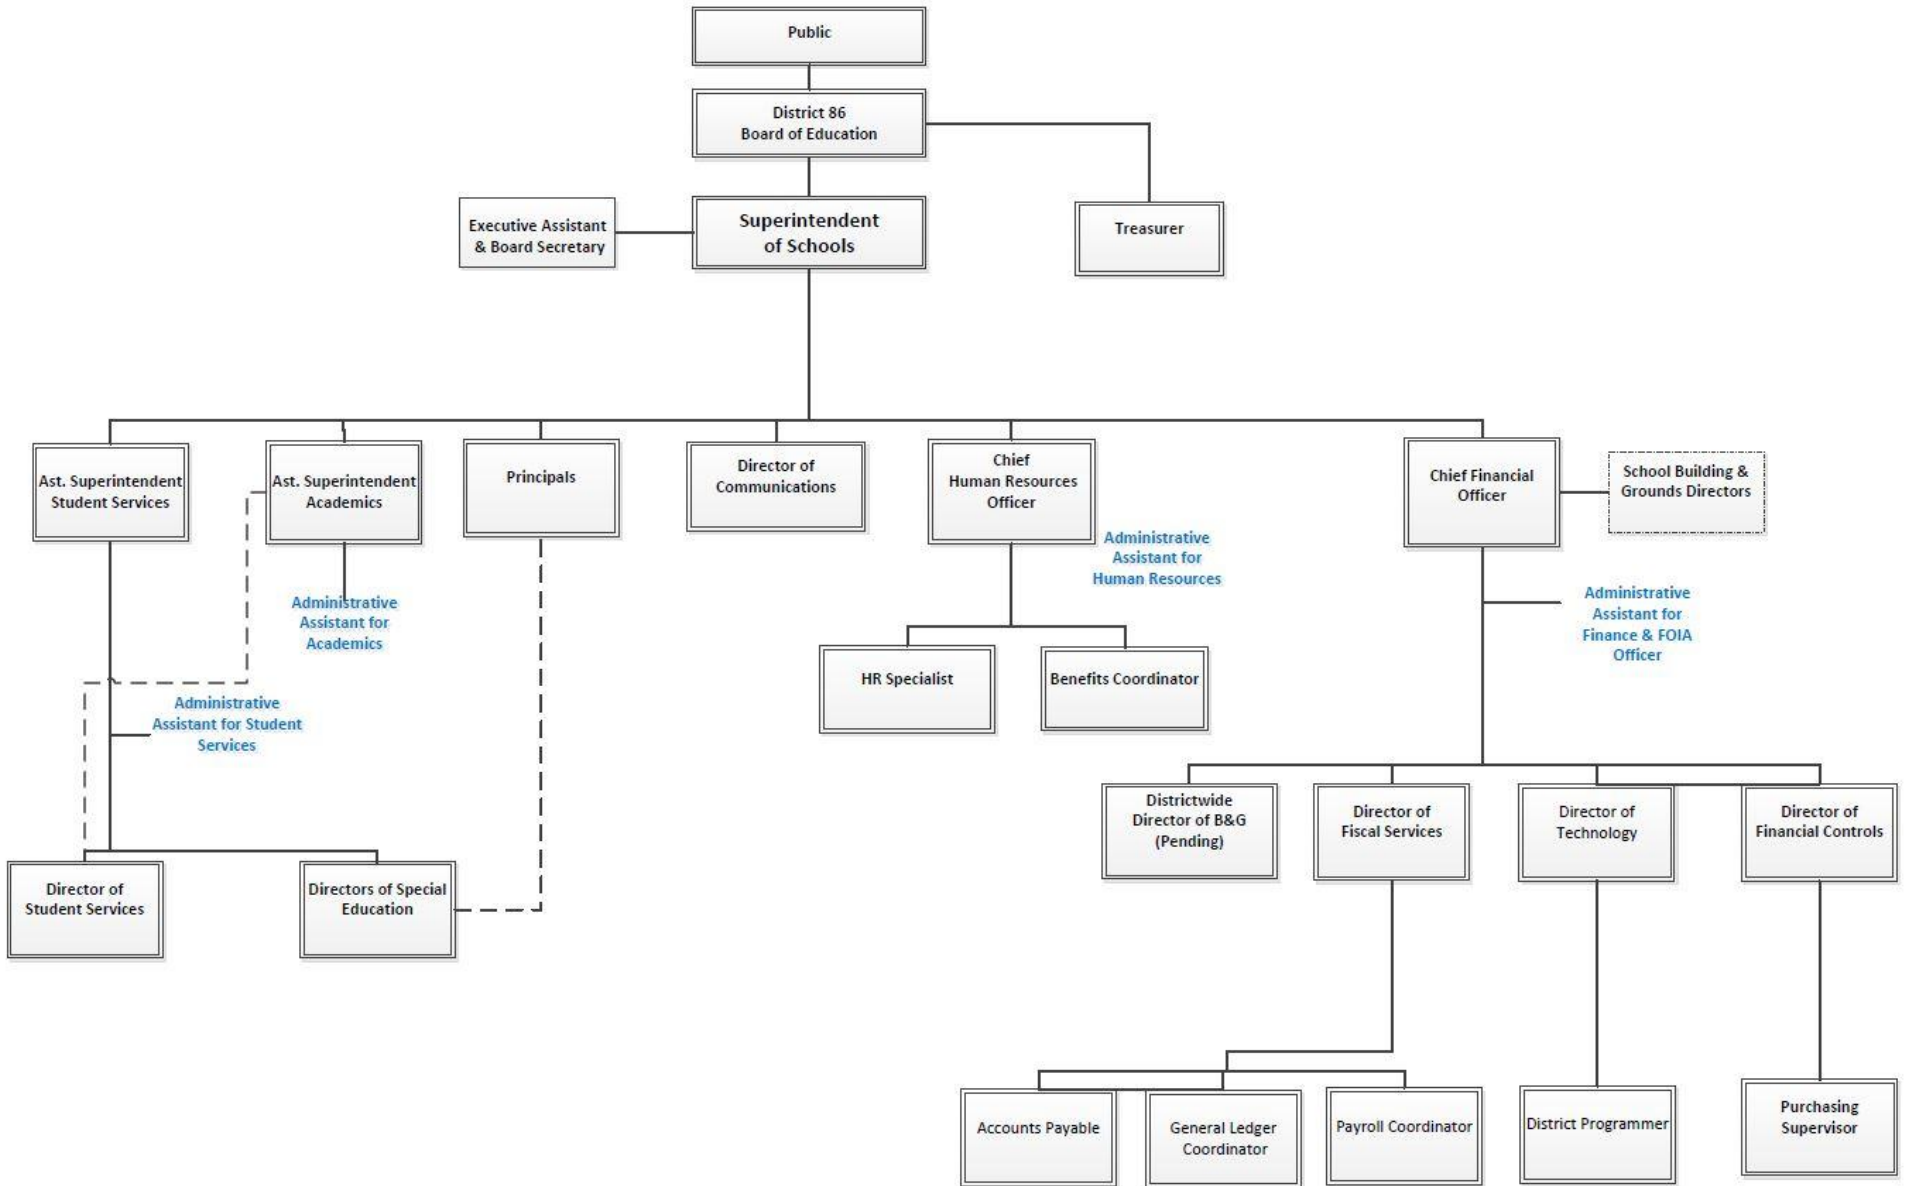 Public
District 86
Board of Education
Executive Assistant
& Board Secretary
Superintendent
of Schools
Treasurer
Ast. Superintendent
Student Services
Ast. Superintendent
Academics
Principals
Director of
Communications
Chief
Human Resources
Officer
Chief Financial
Officer
School Building &
Grounds Directors
Administrative
Assistant for
Human Resources
Administrative
Assistant for
Academics
Administrative
Assistant for
Finance & FOIA
Officer
HR Specialist
Benefits Coordinator
Administrative
Assistant for Student
Services
Districtwide
Director of B&G
(Pending)
Director of
Fiscal Services
Director of
Technology
Director of
Financial Controls
Director of
Student Services
Directors of Special
Education
Accounts Payable
General Ledger
Coordinator
Payroll Coordinator
District Programmer
Purchasing
Supervisor